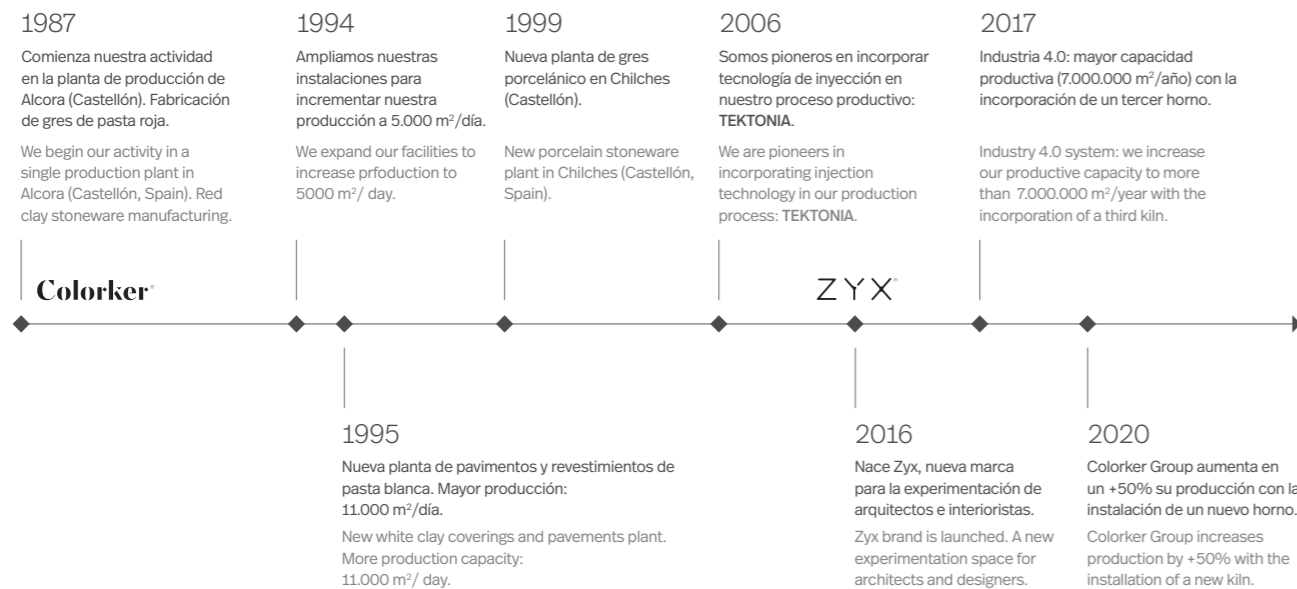 1987
Comienza nuestra actividad
en la planta de producción de
Alcora (Castellón). Fabricación
de gres de pasta roja.
We begin our activity in a
single production plant in
Alcora (Castellón, Spain). Red
clay stoneware manufacturing.
1994
Ampliamos nuestras
instalaciones para
incrementar nuestra
producción a 5.000 m²/día.
We expand our facilities to
increase prfoduction to
5000 m²/ day.
1999
Nueva planta de gres
porcelánico en Chilches
(Castellón).
New porcelain stoneware
plant in Chilches (Castellón,
Spain).
2006
Somos pioneros en incorporar
tecnología de inyección en
nuestro proceso productivo:
TEKTONIA.
We are pioneers in
incorporating injection
technology in our production
process: TEKTONIA.
2017
Industria 4.0: mayor capacidad
productiva (7.000.000 m²/año) con la
incorporación de un tercer horno.
Industry 4.0 system: we increase
our productive capacity to more
than 7.000.000 m²/year with the
incorporation of a third kiln.
Colorker®
ZYX®
1995
Nueva planta de pavimentos y revestimientos de
pasta blanca. Mayor producción:
11.000 m²/día.
New white clay coverings and pavements plant.
More production capacity:
11.000 m²/ day.
2016
Nace Zyx, nueva marca
para la experimentación de
arquitectos e interioristas.
Zyx brand is launched. A new
experimentation space for
architects and designers.
2020
Colorker Group aumenta en
un +50% su producción con la
instalación de un nuevo horno.
Colorker Group increases
production by +50% with the
installation of a new kiln.